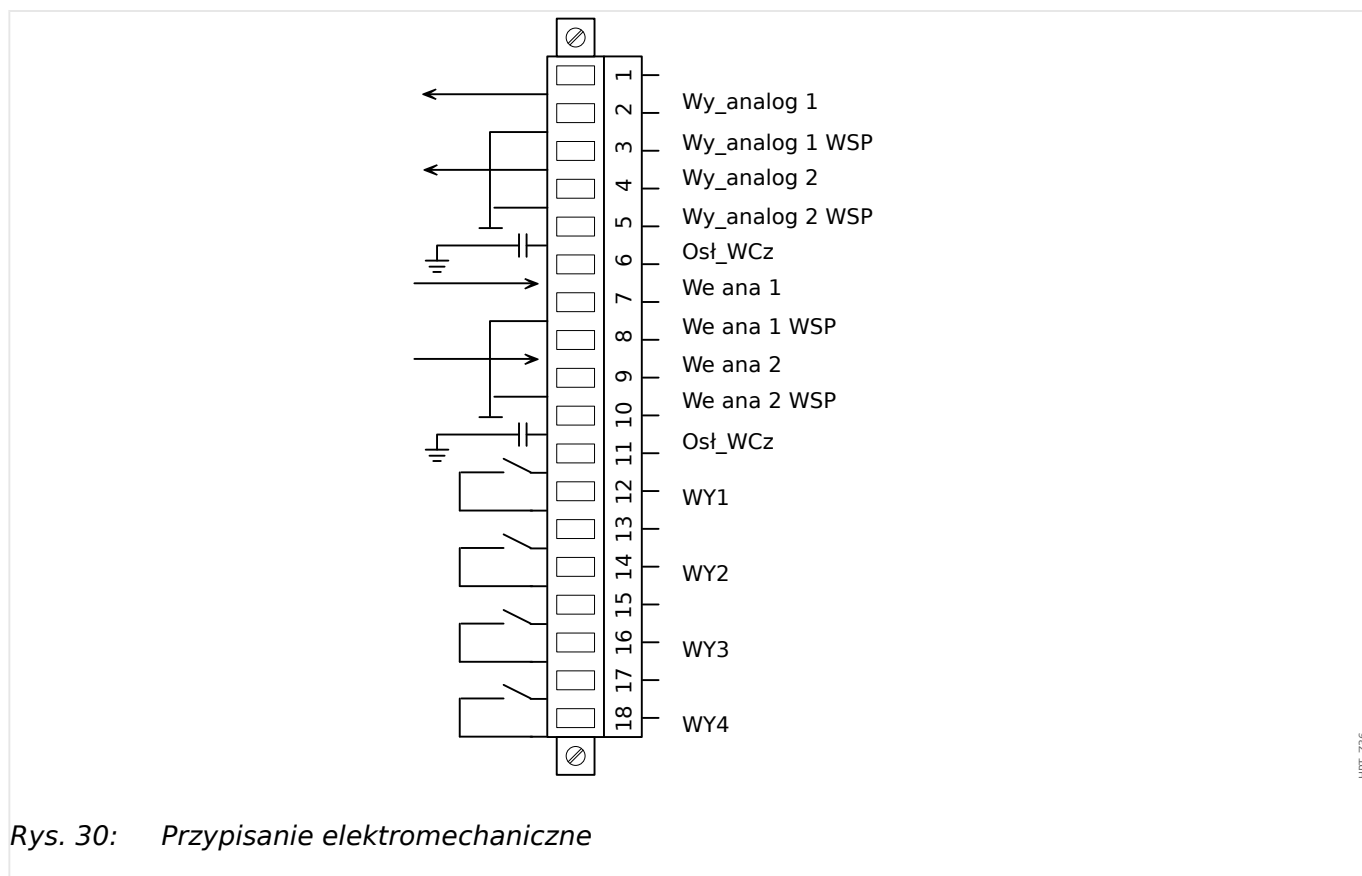 1
2
Wy_analog 1
3
Wy_analog 1 WSP
4
Wy_analog 2
5
Wy_analog 2 WSP
6
Osł_WCz
7
We ana 1
8
We ana 1 WSP
9
We ana 2
10
We ana 2 WSP
11
Osł_WCz
12
WY1
13
14
WY2
15
16
WY3
17
18
WY4
Rys. 30: Przypisanie elektromechaniczne